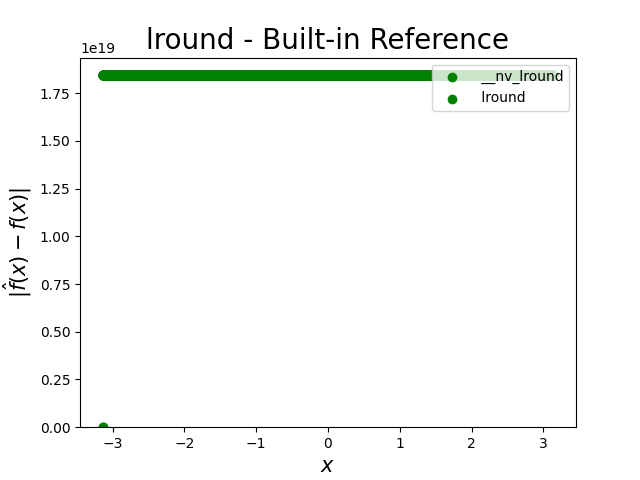 lround - Built-in Reference
1e19
1.75
1.50
1.25
1.00
0.75
0.50
0.25
0.00
|f̂(x) − f(x)|
__nv_lround
lround
−3 −2 −1 0 1 2 3
x